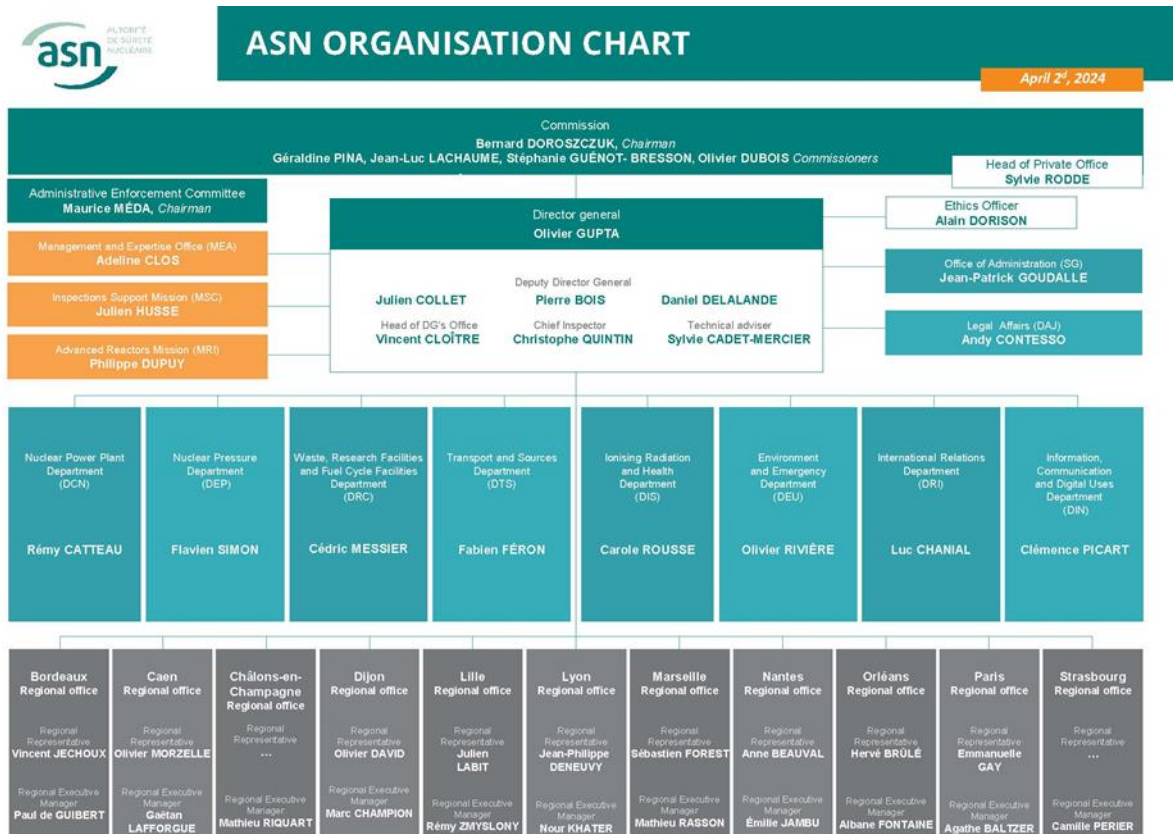 asn
AUTORITÉ
DE SÛRETÉ
NUCLÉAIRE
ASN ORGANISATION CHART
April 2ᵈ, 2024
Commission
Bernard DOROSZCZUK, Chairman
Géraldine PINA, Jean-Luc LACHAUME, Stéphanie GUÉNOT- BRESSON, Olivier DUBOIS Commissioners
Head of Private Office
Sylvie RODDE
Administrative Enforcement Committee
Maurice MÉDA, Chairman
Director general
Olivier GUPTA
Ethics Officer
Alain DORISON
Management and Expertise Office (MEA)
Adeline CLOS
Office of Administration (SG)
Jean-Patrick GOUDALLE
Inspections Support Mission (MSC)
Julien HUSSE
Deputy Director General
Julien COLLET
Pierre BOIS
Daniel DELALANDE
Head of DG's Office
Vincent CLOÎTRE
Chief Inspector
Christophe QUINTIN
Technical adviser
Sylvie CADET-MERCIER
Legal Affairs (DAJ)
Andy CONTESSO
Advanced Reactors Mission (MRI)
Philippe DUPUY
Nuclear Power Plant
Department
(DCN)
Rémy CATTEAU
Nuclear Pressure
Department
(DEP)
Flavien SIMON
Waste, Research Facilities
and Fuel Cycle Facilities
Department
(DRC)
Cédric MESSIER
Transport and Sources
Department
(DTS)
Fabien FÉRON
Ionising Radiation
and Health
Department
(DIS)
Carole ROUSSE
Environment
and Emergency
Department
(DEU)
Olivier RIVIÈRE
International Relations
Department
(DRI)
Luc CHANIAL
Information,
Communication
and Digital Uses
Department
(DIN)
Clémence PICART
Bordeaux
Regional office
Regional
Representative
Vincent JECHOUX
Regional Executive
Manager
Paul de GUIBERT
Caen
Regional office
Regional
Representative
Olivier MORZELLE
Regional Executive
Manager
Gaëtan
LAFFORGUE
Châlons-en-
Champagne
Regional office
Regional
Representative
...
Regional Executive
Manager
Mathieu RIQUART
Dijon
Regional office
Regional
Representative
Olivier DAVID
Regional Executive
Manager
Marc CHAMPION
Lille
Regional office
Regional
Representative
Julien
LABIT
Regional Executive
Manager
Rémy ZMYSLONY
Lyon
Regional office
Regional
Representative
Jean-Philippe
DENEUVY
Regional Executive
Manager
Nour KHATER
Marseille
Regional office
Regional
Representative
Sébastien FOREST
Regional Executive
Manager
Mathieu RASSON
Nantes
Regional office
Regional
Representative
Anne BEAUVAL
Regional Executive
Manager
Émilie JAMBU
Orléans
Regional office
Regional
Representative
Hervé BRÛLÉ
Regional Executive
Manager
Albane FONTAINE
Paris
Regional office
Regional
Representative
Emmanuelle
GAY
Regional Executive
Manager
Agathe BALTZER
Strasbourg
Regional office
Regional
Representative
...
Regional Executive
Manager
Camille PERIER